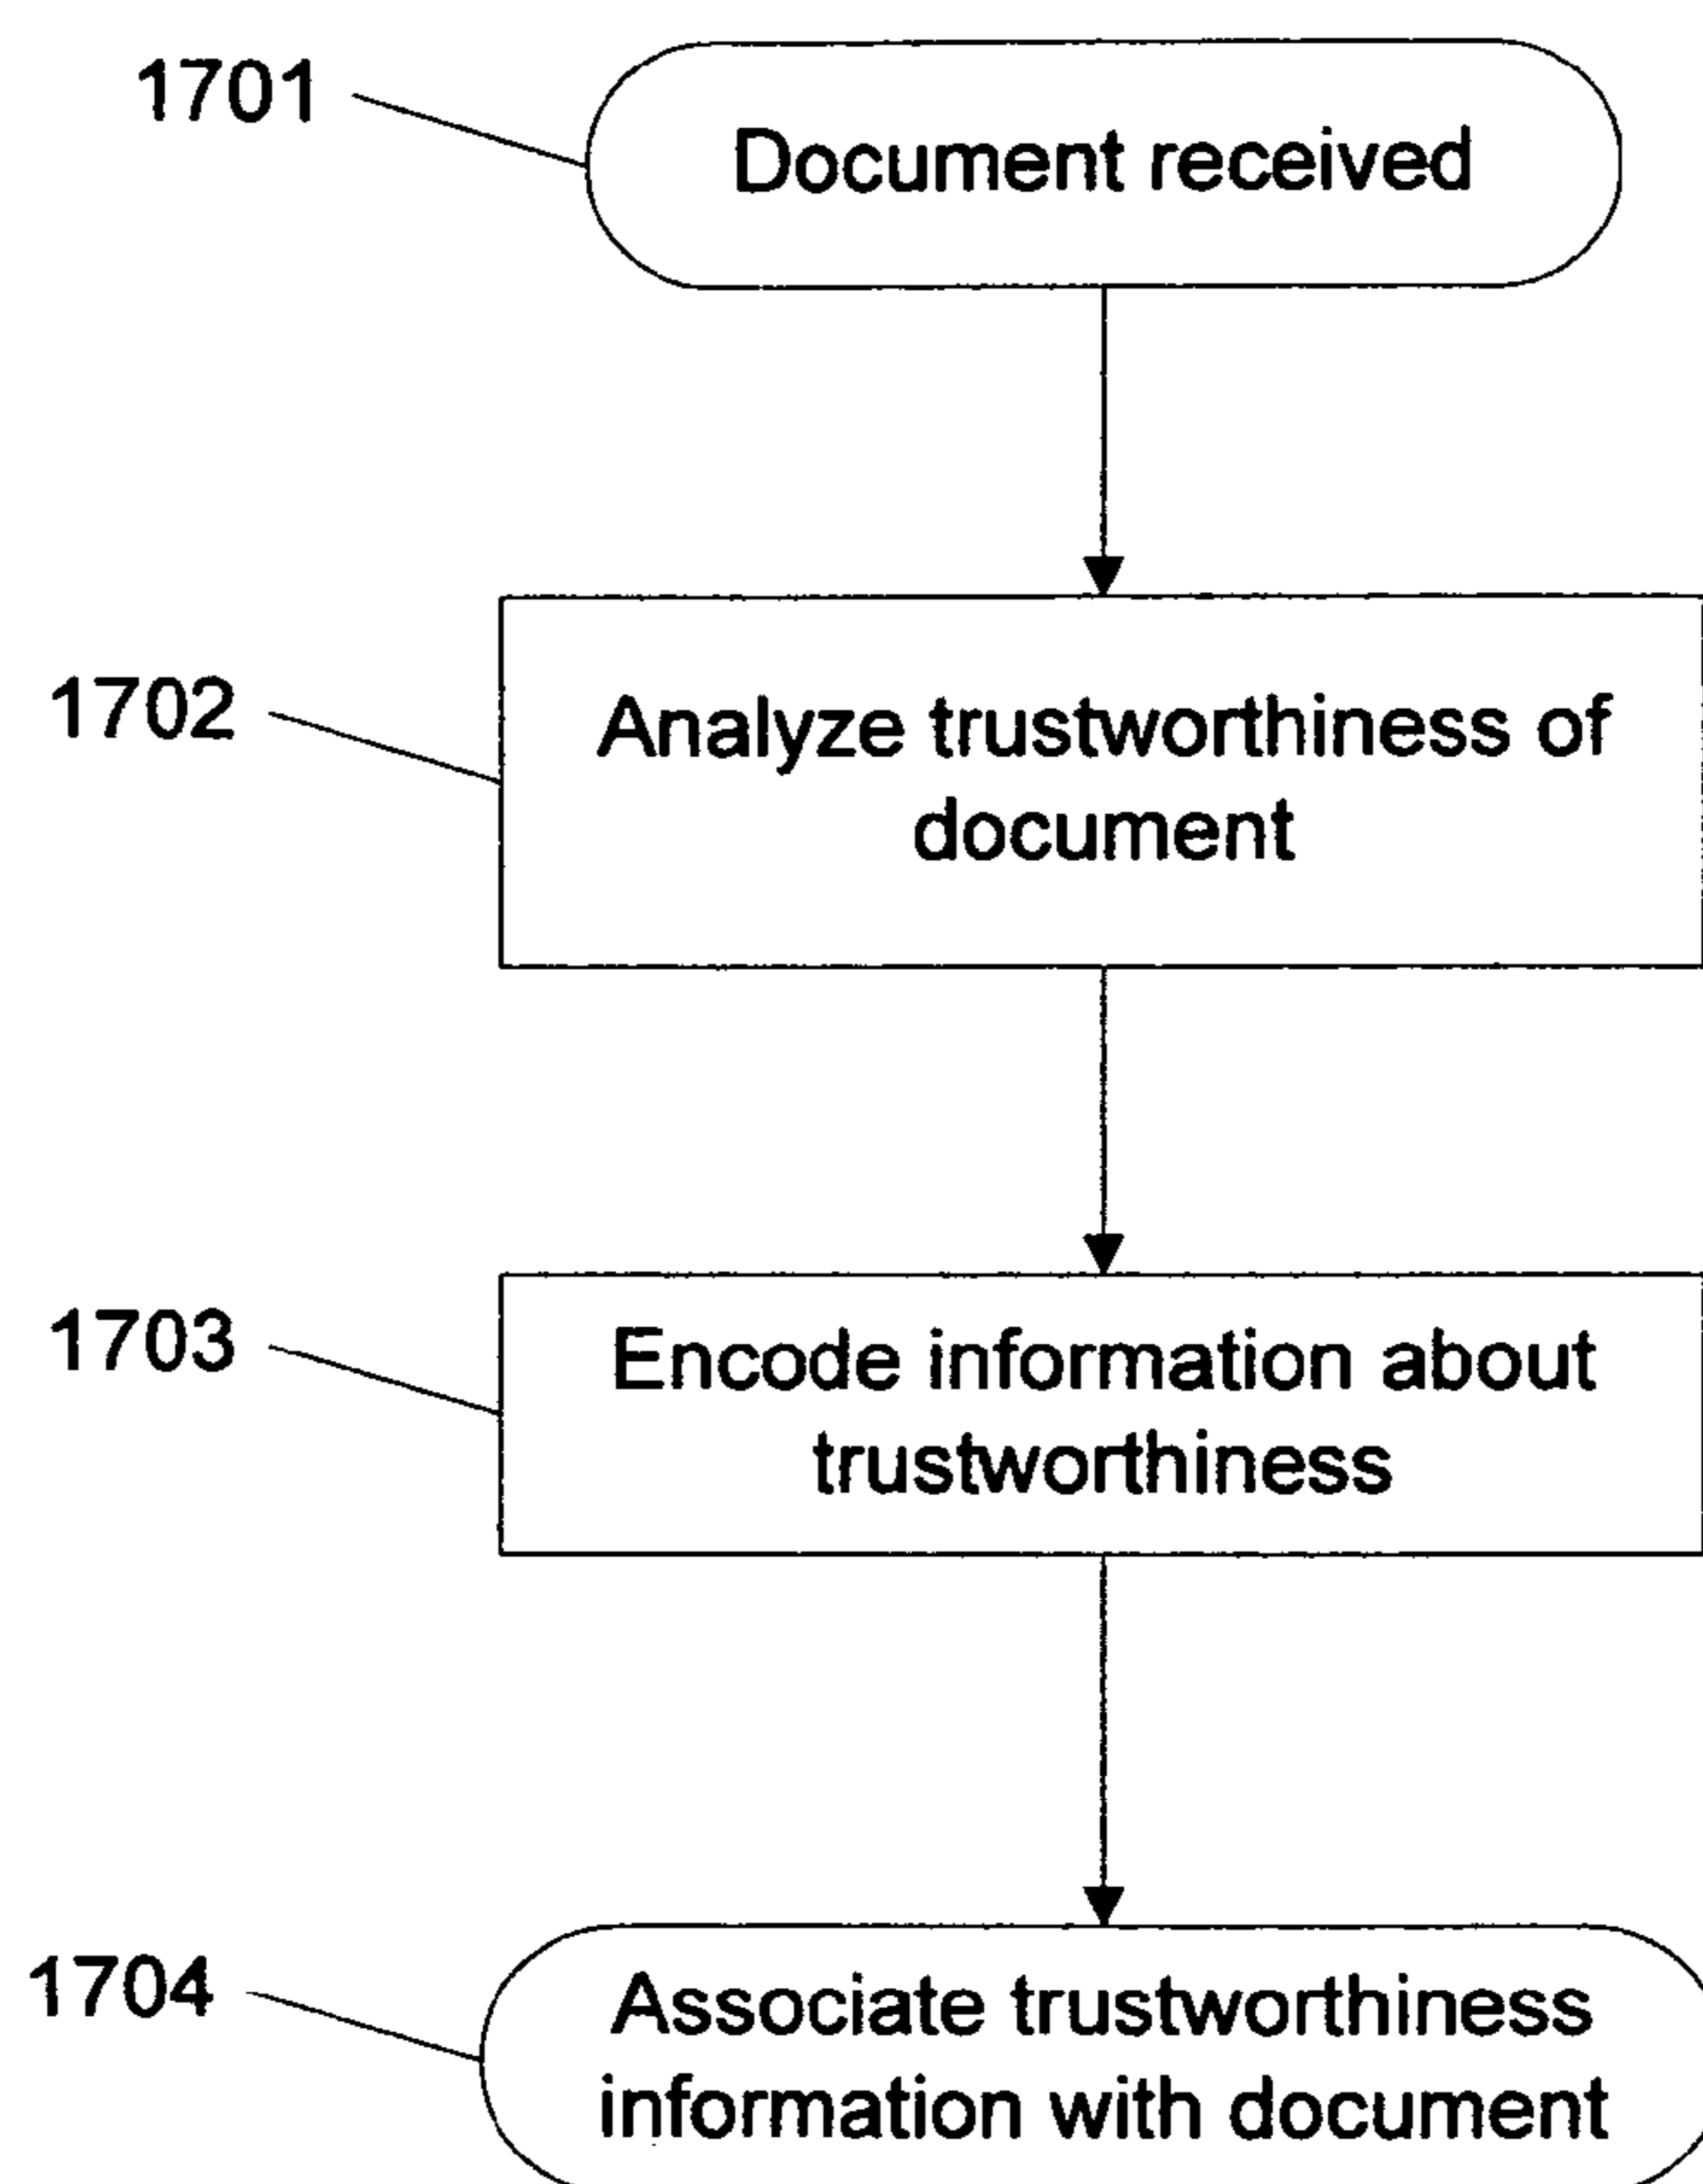 1701
Document received
1702
Analyze trustworthiness of
document
1703
Encode information about
trustworthiness
1704
Associate trustworthiness
information with document